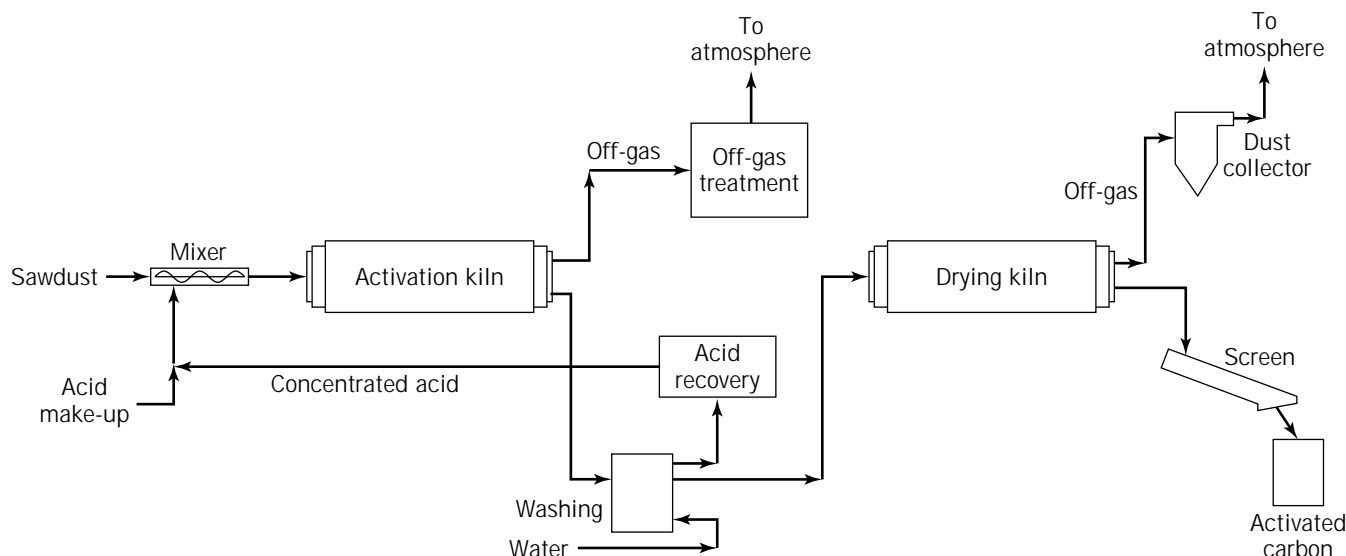 To
atmosphere
To
atmosphere
Off-gas
Off-gas
treatment
Dust
collector
Off-gas
Mixer
Sawdust
Activation kiln
Drying kiln
Acid
recovery
Screen
Concentrated acid
Acid
make-up
Washing
Water
Activated
carbon